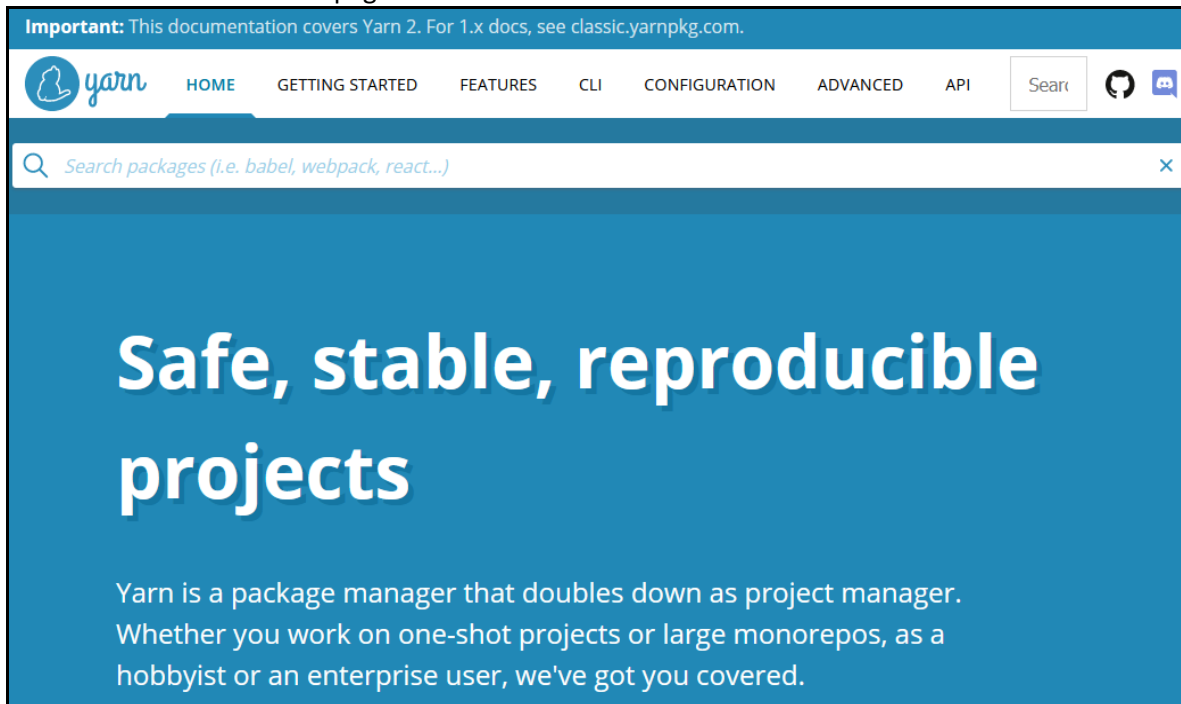 Important: This documentation covers Yarn 2. For 1.x docs, see classic.yarnpkg.com.
yarn HOME GETTING STARTED FEATURES CLI CONFIGURATION ADVANCED API Searc
Search packages (i.e. babel, webpack, react...)
Safe, stable, reproducible
projects
Yarn is a package manager that doubles down as project manager.
Whether you work on one-shot projects or large monorepos, as a
hobbyist or an enterprise user, we've got you covered.